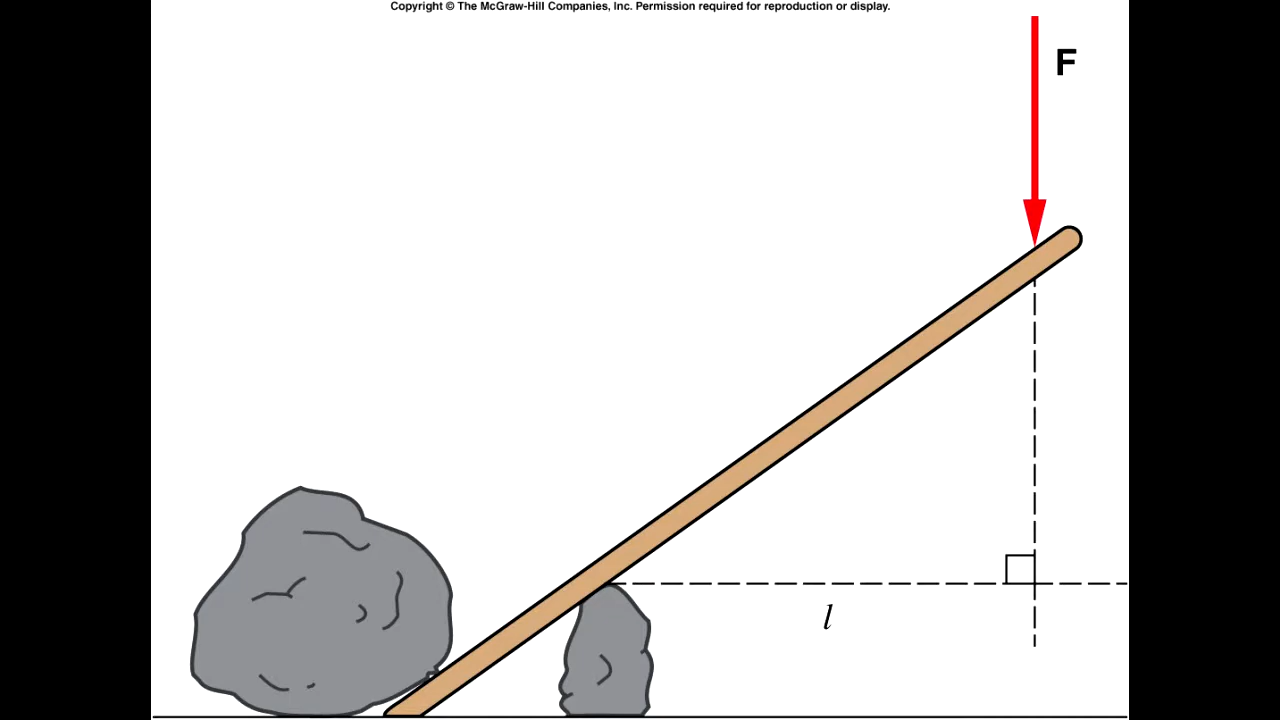 Copyright © The McGraw-Hill Companies, Inc. Permission required for reproduction or display.
F
l